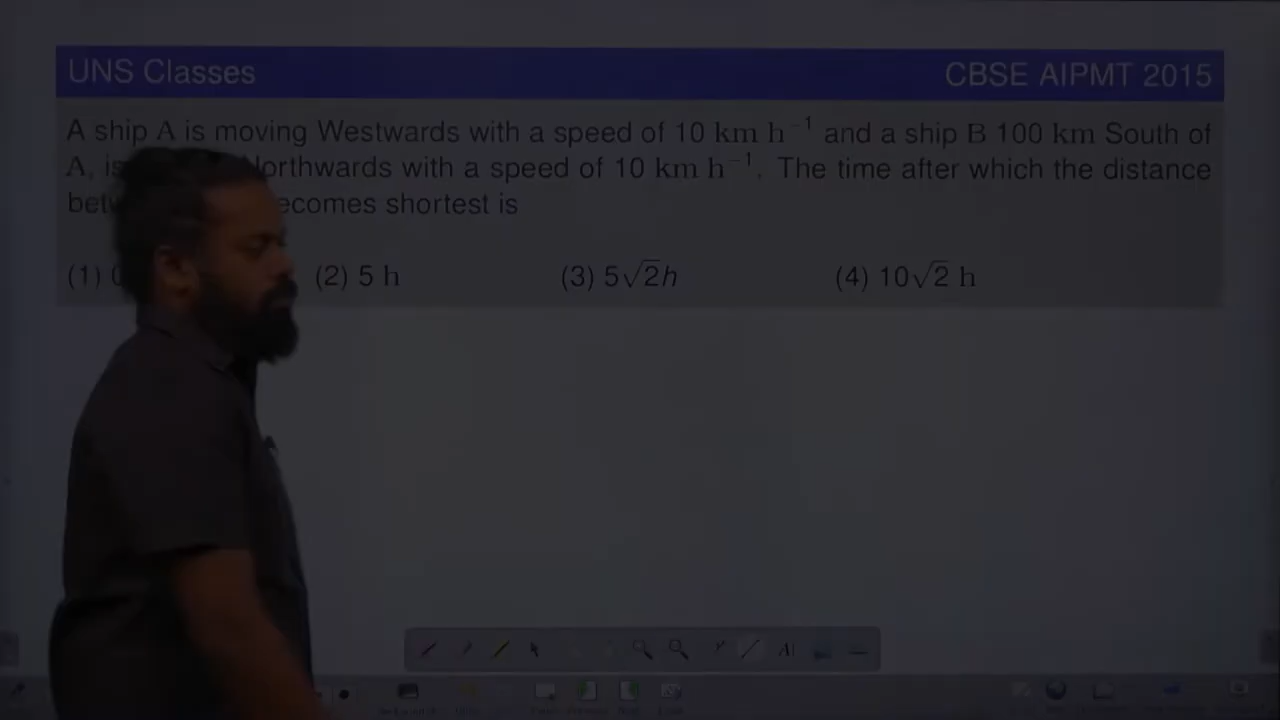 UNS Classes CBSE AIPMT 2015
A ship A is moving Westwards with a speed of 10 km h⁻¹ and a ship B 100 km South of
A, is orthwards with a speed of 10 km h⁻¹. The time after which the distance
betw ecomes shortest is
(1) 0 (2) 5 h (3) 5√2h (4) 10√2 h